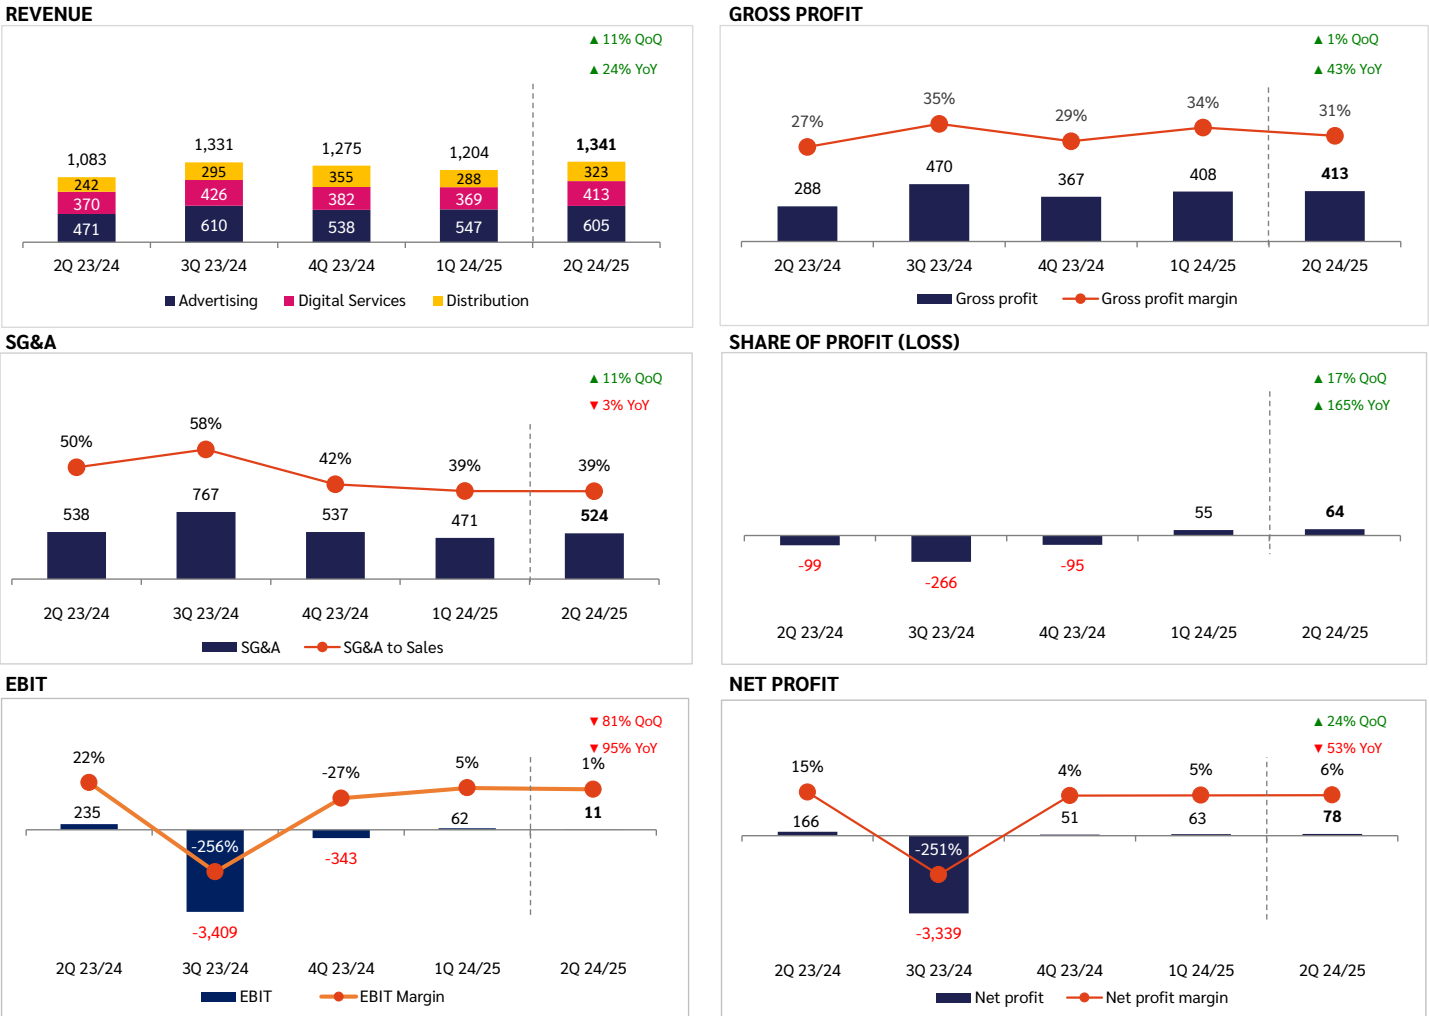 REVENUE
▲ 11% QoQ
▲ 24% YoY
1,083
1,331
1,275
1,204
1,341
242
295
355
288
323
370
426
382
369
413
471
610
538
547
605
2Q 23/24
3Q 23/24
4Q 23/24
1Q 24/25
2Q 24/25
Advertising
Digital Services
Distribution
GROSS PROFIT
▲ 1% QoQ
▲ 43% YoY
27%
35%
29%
34%
31%
288
470
367
408
413
2Q 23/24
3Q 23/24
4Q 23/24
1Q 24/25
2Q 24/25
Gross profit
Gross profit margin
SG&A
▲ 11% QoQ
▼ 3% YoY
50%
58%
42%
39%
39%
538
767
537
471
524
2Q 23/24
3Q 23/24
4Q 23/24
1Q 24/25
2Q 24/25
SG&A
SG&A to Sales
SHARE OF PROFIT (LOSS)
▲ 17% QoQ
▲ 165% YoY
-99
-266
-95
55
64
2Q 23/24
3Q 23/24
4Q 23/24
1Q 24/25
2Q 24/25
EBIT
▼ 81% QoQ
▼ 95% YoY
22%
-256%
-27%
5%
1%
235
-3,409
-343
62
11
2Q 23/24
3Q 23/24
4Q 23/24
1Q 24/25
2Q 24/25
EBIT
EBIT Margin
NET PROFIT
▲ 24% QoQ
▼ 53% YoY
15%
-251%
4%
5%
6%
166
-3,339
51
63
78
2Q 23/24
3Q 23/24
4Q 23/24
1Q 24/25
2Q 24/25
Net profit
Net profit margin